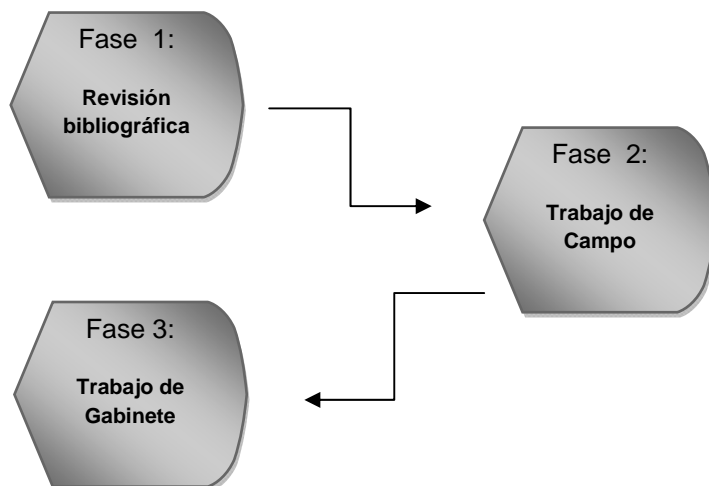 Fase 1:
Revisión
bibliográfica
Fase 2:
Trabajo de
Campo
Fase 3:
Trabajo de
Gabinete